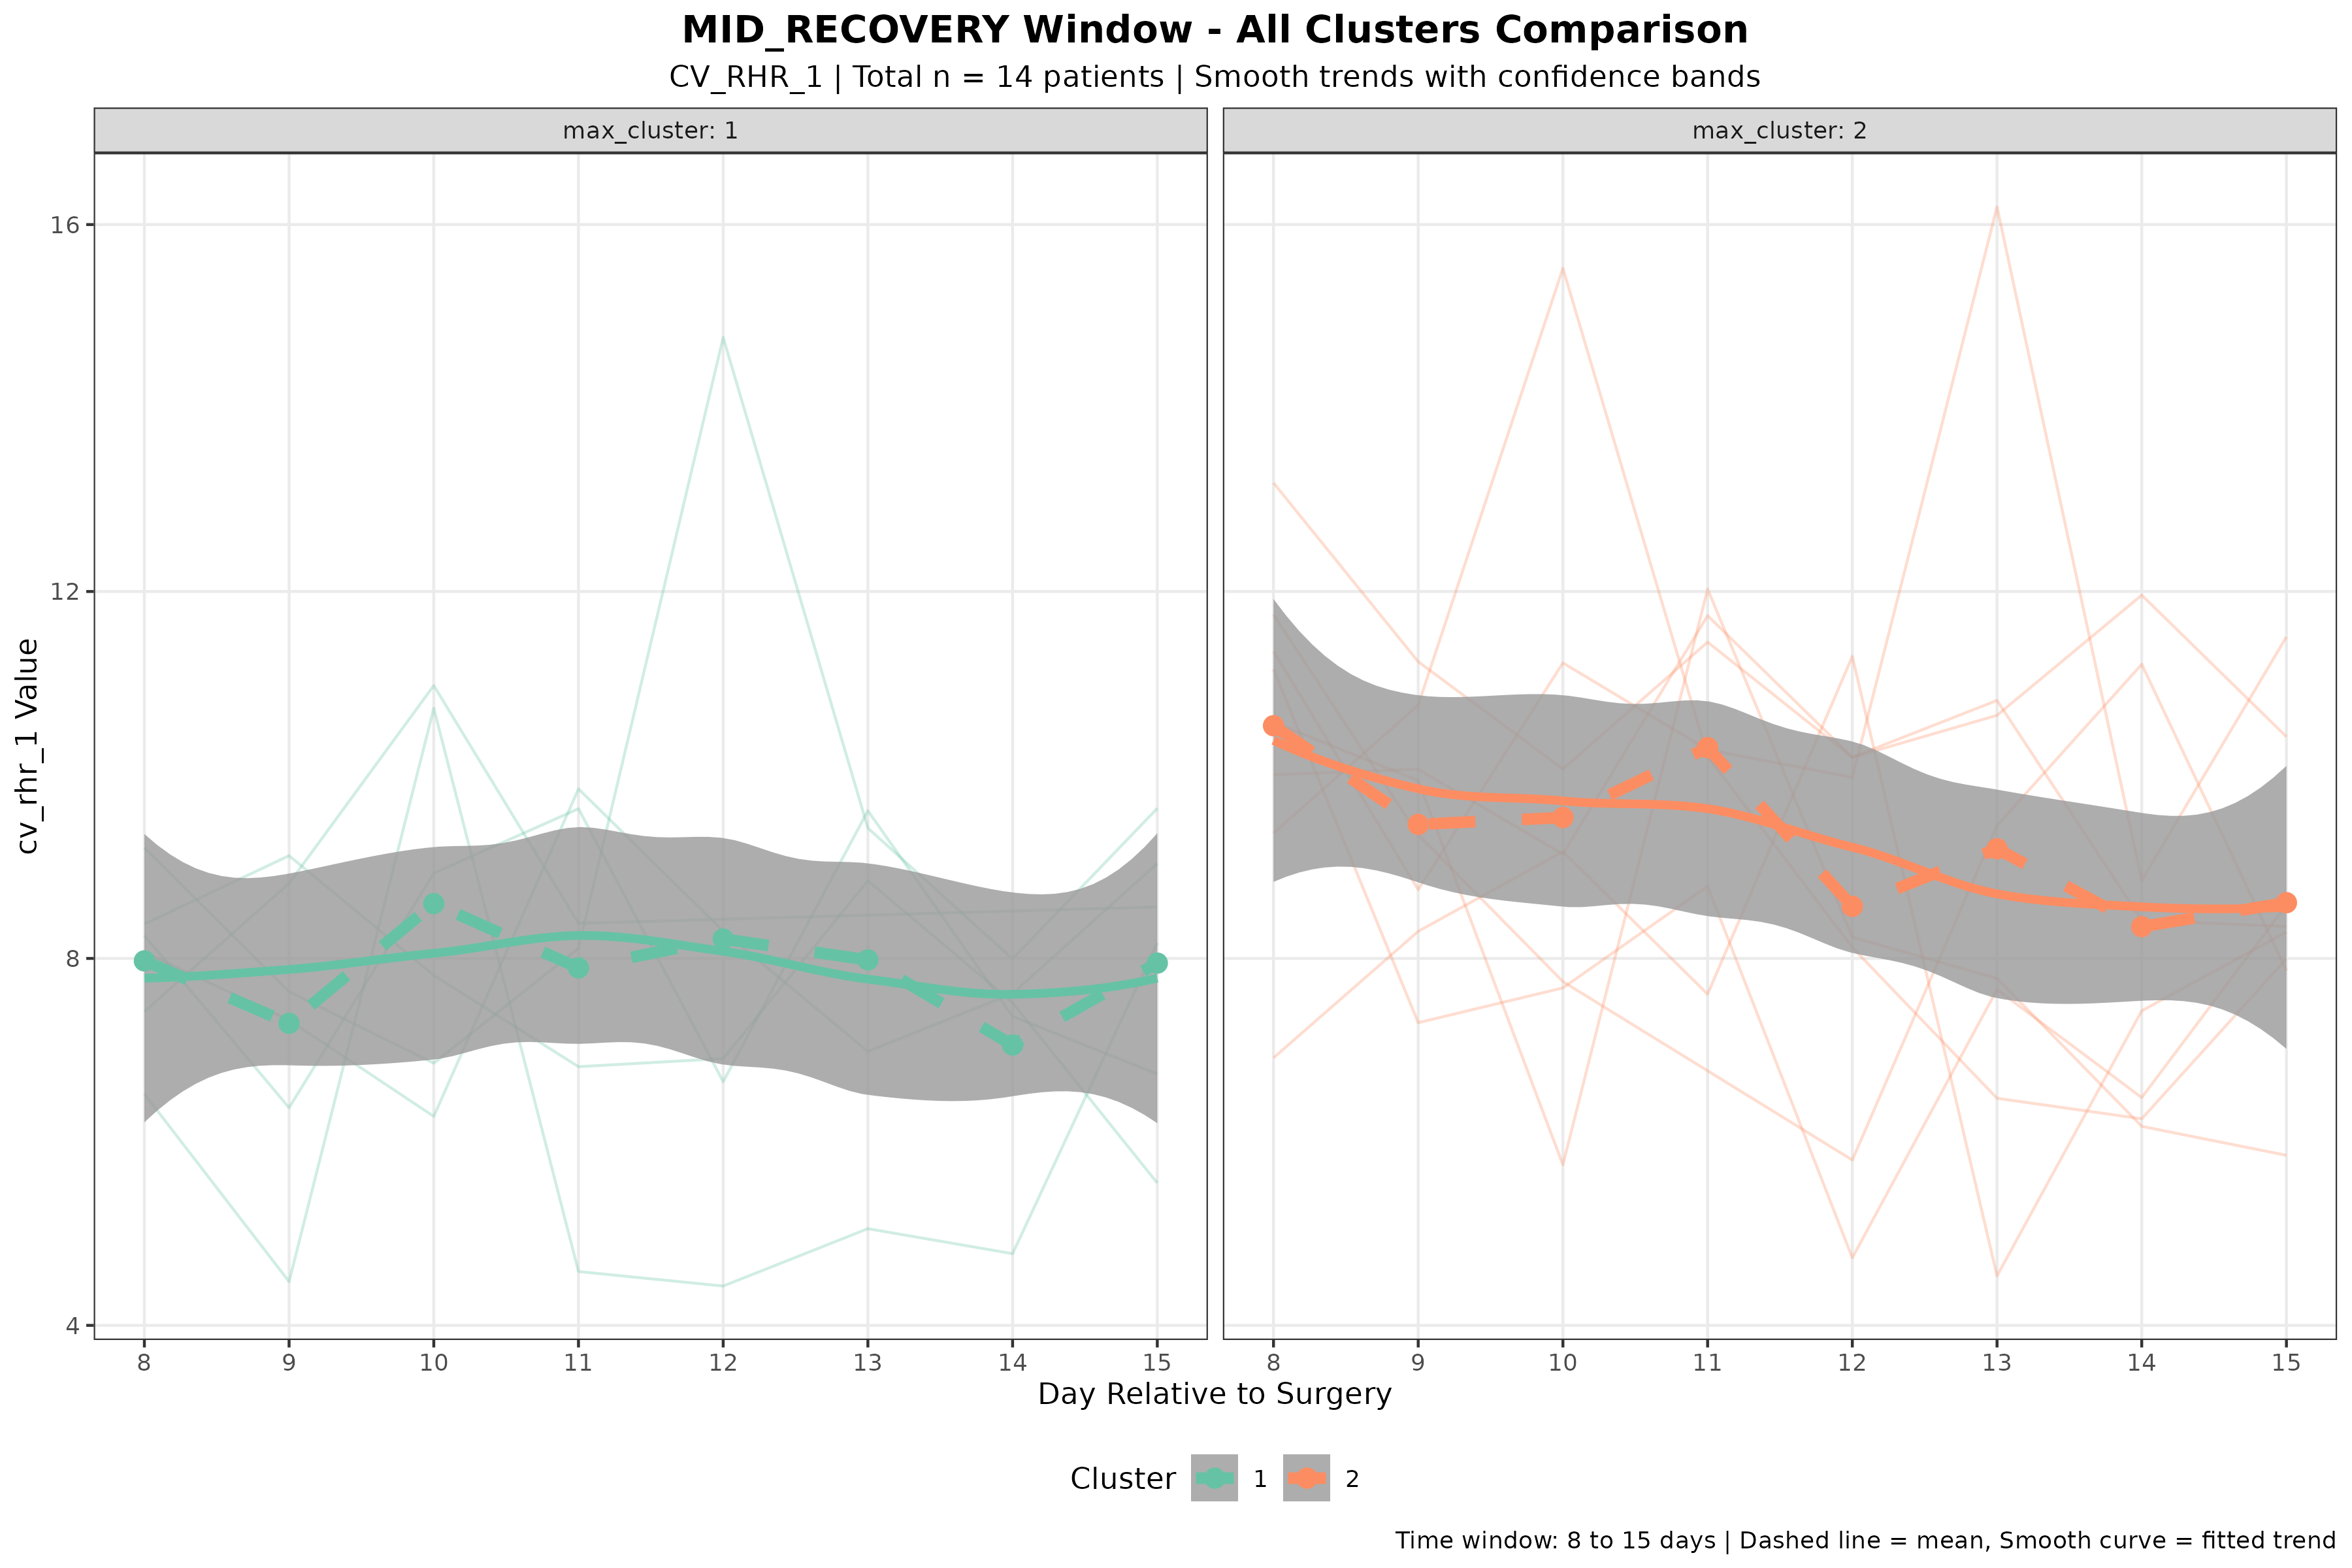 MID_RECOVERY Window - All Clusters Comparison
CV_RHR_1 | Total n = 14 patients | Smooth trends with confidence bands
max_cluster: 1
max_cluster: 2
cv_rhr_1 Value
16
12
8
4
8 9 10 11 12 13 14 15
8 9 10 11 12 13 14 15
Day Relative to Surgery
Cluster 1 2
Time window: 8 to 15 days | Dashed line = mean, Smooth curve = fitted trend